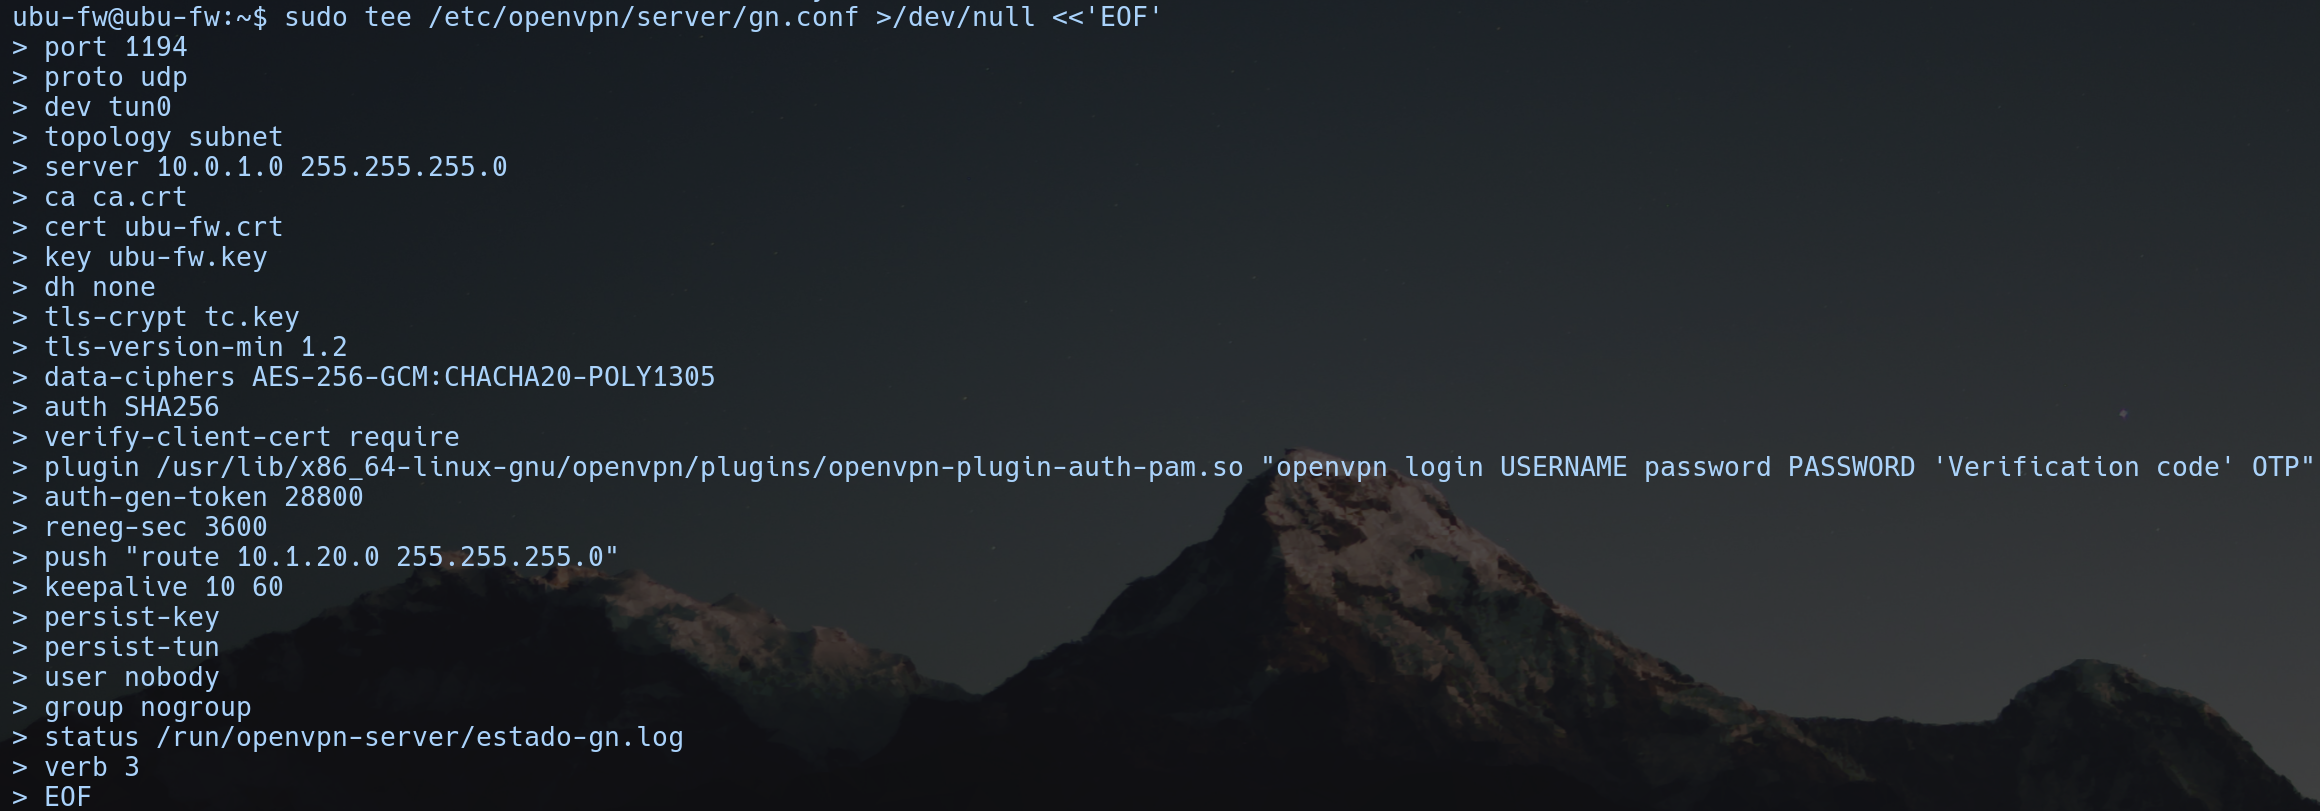 ubu-fw@ubu-fw:~$ sudo tee /etc/openvpn/server/gn.conf >/dev/null <<'EOF'
> port 1194
> proto udp
> dev tun0
> topology subnet
> server 10.0.1.0 255.255.255.0
> ca ca.crt
> cert ubu-fw.crt
> key ubu-fw.key
> dh none
> tls-crypt tc.key
> tls-version-min 1.2
> data-ciphers AES-256-GCM:CHACHA20-POLY1305
> auth SHA256
> verify-client-cert require
> plugin /usr/lib/x86_64-linux-gnu/openvpn/plugins/openvpn-plugin-auth-pam.so "openvpn login USERNAME password PASSWORD 'Verification code' OTP"
> auth-gen-token 28800
> reneg-sec 3600
> push "route 10.1.20.0 255.255.255.0"
> keepalive 10 60
> persist-key
> persist-tun
> user nobody
> group nogroup
> status /run/openvpn-server/estado-gn.log
> verb 3
> EOF